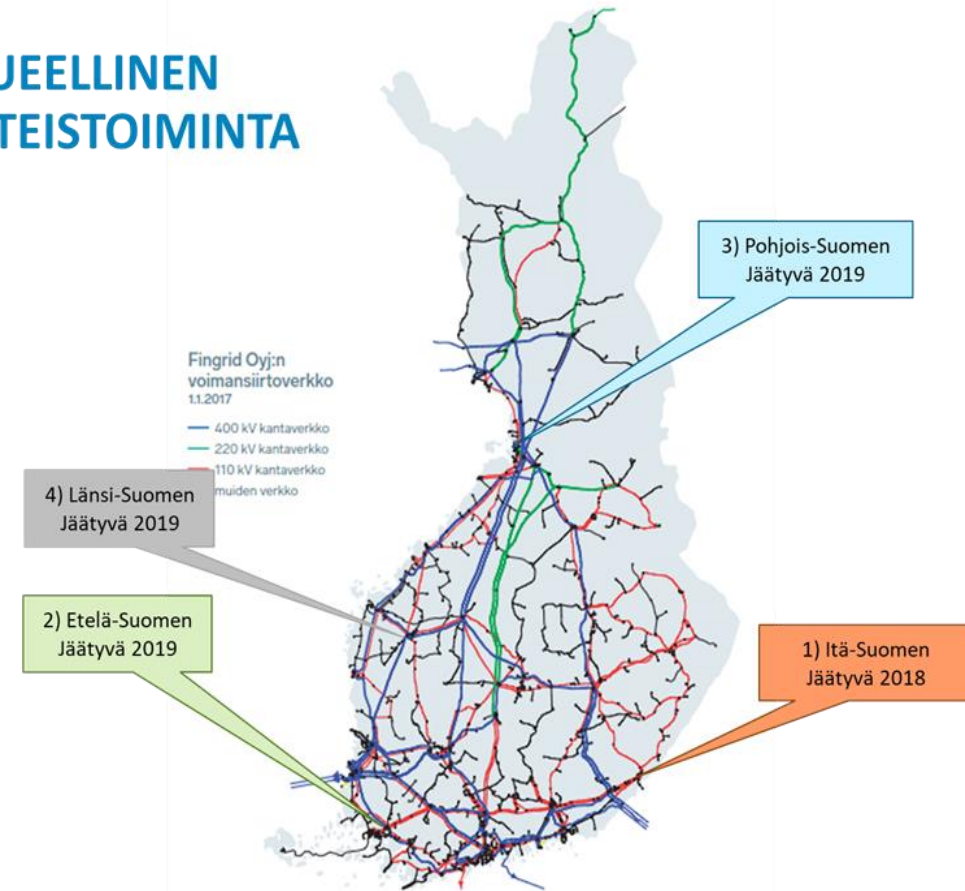 UEELLINEN
TEISTOIMINTA
3) Pohjois-Suomen
Jäätyvä 2019
Fingrid Oyj:n
voimansiirtoverkko
1.1.2017
400 kV kantaverkko
220 kV kantaverkko
110 kV kantaverkko
muiden verkko
4) Länsi-Suomen
Jäätyvä 2019
2) Etelä-Suomen
Jäätyvä 2019
1) Itä-Suomen
Jäätyvä 2018